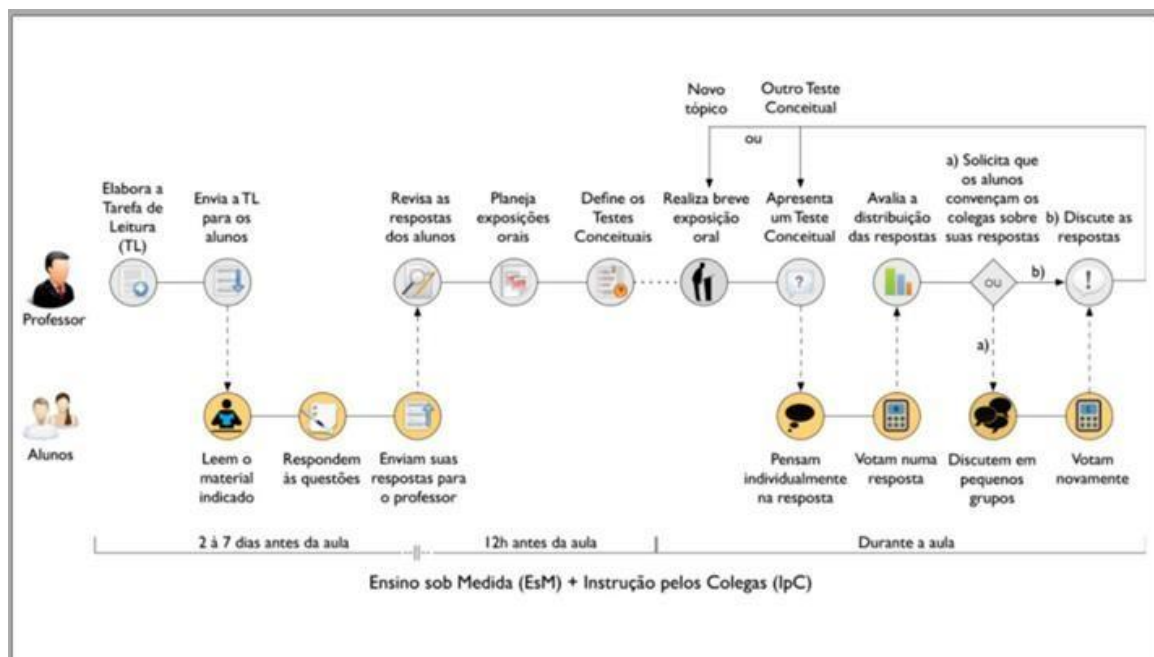 Novo
tópico
Outro Teste
Conceitual
ou
Elabora a
Tarefa de
Leitura
(TL)
Envia a TL
para os
alunos
Revisa as
respostas
dos alunos
Planeja
exposições
orais
Define os
Testes
Conceituais
Realiza breve
exposição
oral
Apresenta
um Teste
Conceitual
Avalia a
distribuição
das respostas
a) Solicita que
os alunos
convençam os
colegas sobre
suas respostas
b) Discute as
respostas
?
ou
b)
!
Professor
a)
Alunos
Leem o
material
indicado
Respondem
às questões
Enviam suas
respostas para
o professor
Pensam
individualmente
na resposta
Votam numa
resposta
Discutem em
pequenos
grupos
Votam
novamente
2 à 7 dias antes da aula
12h antes da aula
Durante a aula
Ensino sob Medida (EsM) + Instrução pelos Colegas (IpC)